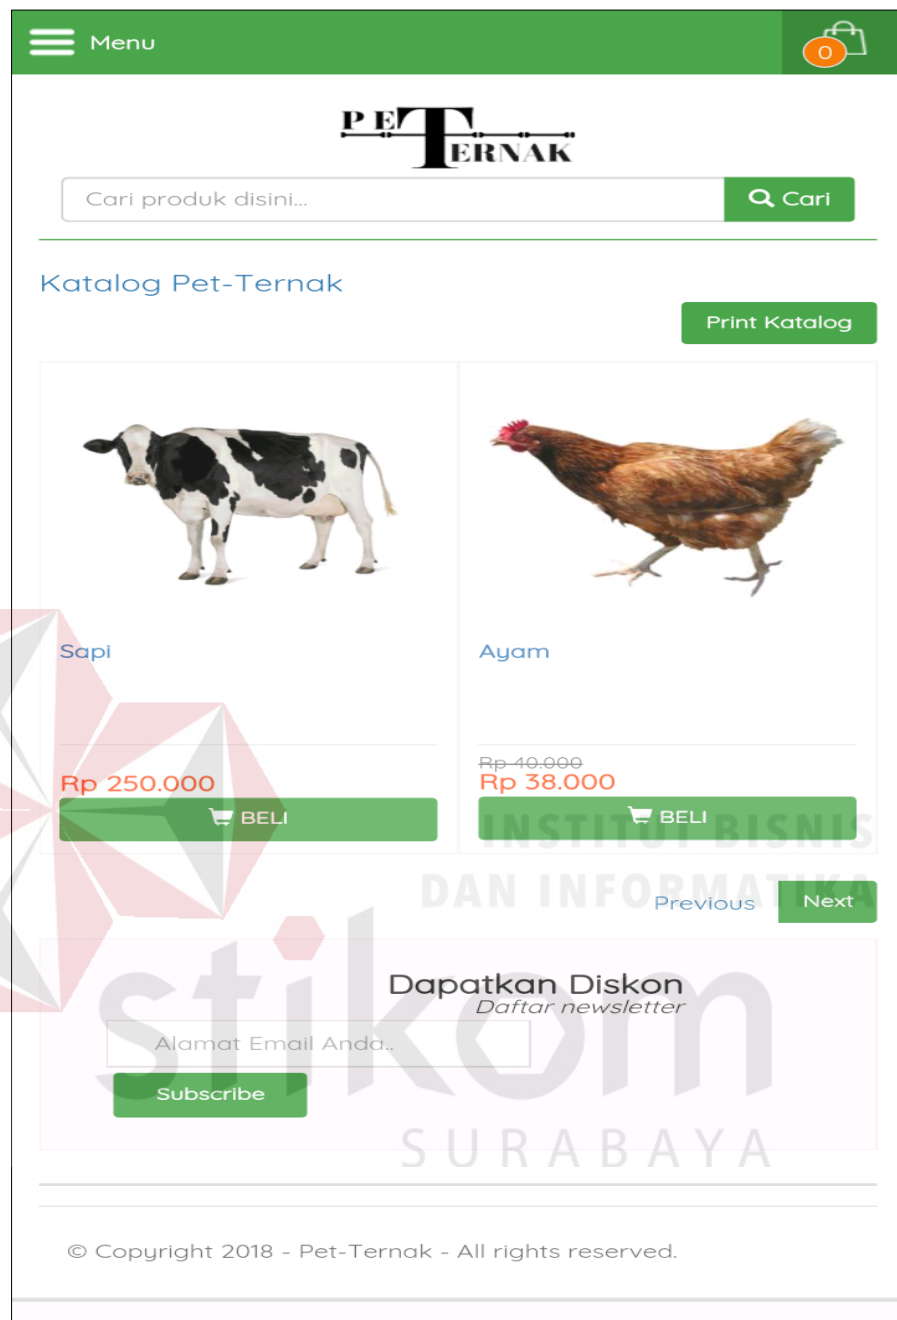 Menu
0
PET
ERNAK
Cari produk disini...
Cari
Katalog Pet-Ternak
Print Katalog
Sapi
Ayam
Rp 250.000
Rp 40.000
Rp 38.000
BELI
BELI
INSTITUT BISNIS
DAN INFORMATIKA
Previous
Next
stikom
Dapatkan Diskon
Daftar newsletter
Alamat Email Anda..
Subscribe
SURABAYA
© Copyright 2018 - Pet-Ternak - All rights reserved.